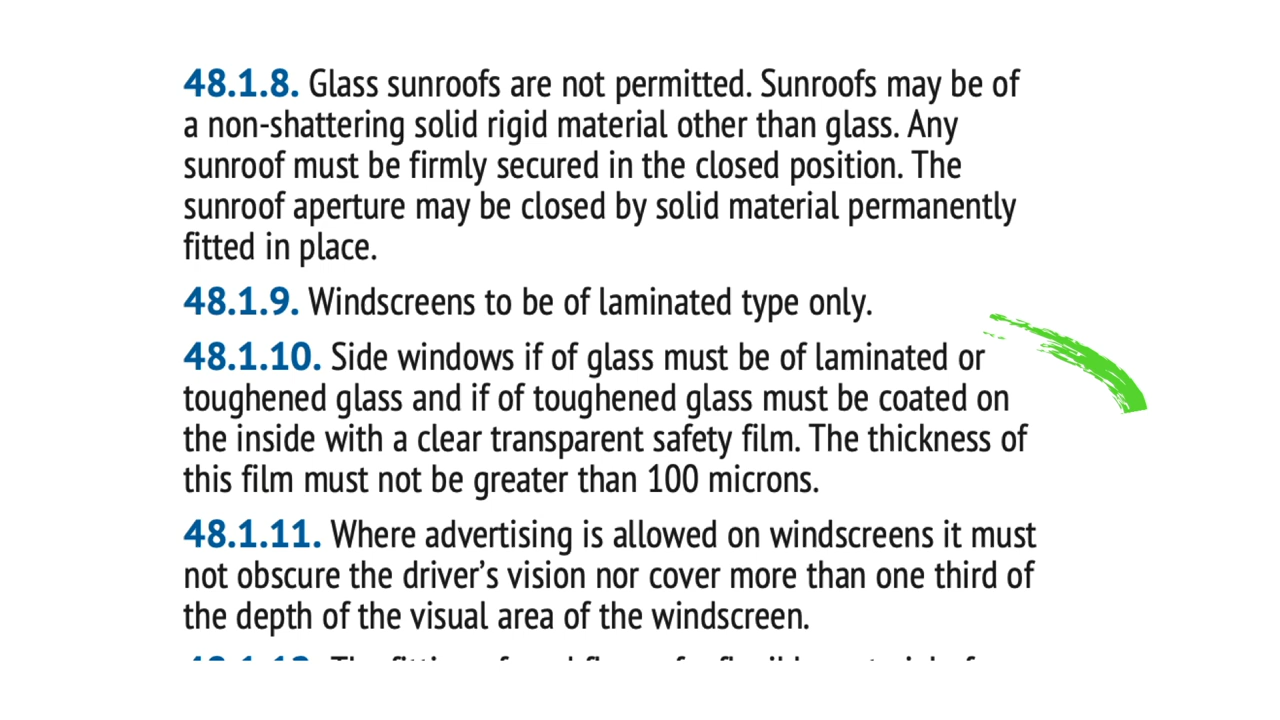 48.1.8. Glass sunroofs are not permitted. Sunroofs may be of
a non-shattering solid rigid material other than glass. Any
sunroof must be firmly secured in the closed position. The
sunroof aperture may be closed by solid material permanently
fitted in place.
48.1.9. Windscreens to be of laminated type only.
48.1.10. Side windows if of glass must be of laminated or
toughened glass and if of toughened glass must be coated on
the inside with a clear transparent safety film. The thickness of
this film must not be greater than 100 microns.
48.1.11. Where advertising is allowed on windscreens it must
not obscure the driver’s vision nor cover more than one third of
the depth of the visual area of the windscreen.